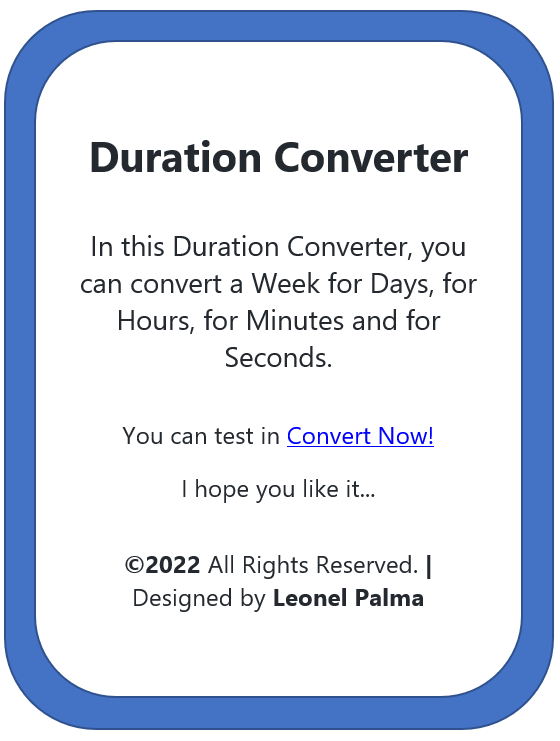 Duration Converter
In this Duration Converter, you
can convert a Week for Days, for
Hours, for Minutes and for
Seconds.
You can test in Convert Now!
I hope you like it...
©2022 All Rights Reserved. |
Designed by Leonel Palma